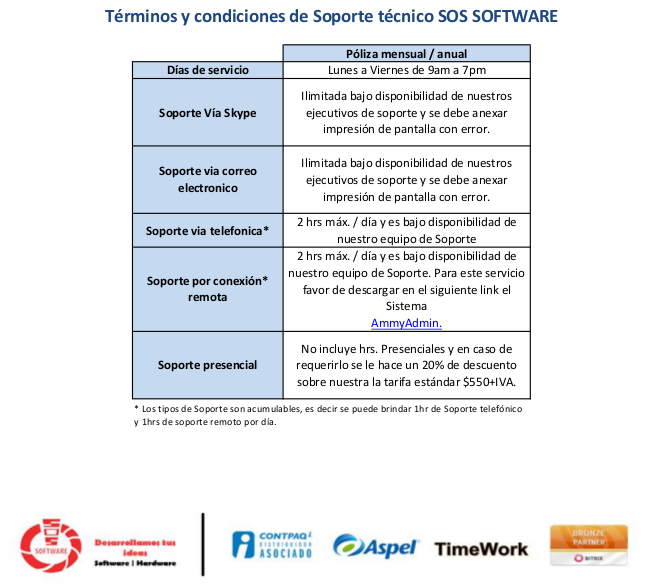 Términos y condiciones de Soporte técnico SOS SOFTWARE
Póliza mensual / anual
Días de servicio
Lunes a Viernes de 9am a 7pm
Soporte Vía Skype
Ilimitada bajo disponibilidad de nuestros
ejecutivos de soporte y se debe anexar
impresión de pantalla con error.
Soporte via correo
electronico
Ilimitada bajo disponibilidad de nuestros
ejecutivos de soporte y se debe anexar
impresión de pantalla con error.
Soporte via telefonica*
2 hrs máx. / día y es bajo disponibilidad de
nuestro equipo de Soporte
Soporte por conexión*
remota
2 hrs máx. / día y es bajo disponibilidad de
nuestro equipo de Soporte. Para este servicio
favor de descargar en el siguiente link el
Sistema
AmmyAdmin.
Soporte presencial
No incluye hrs. Presenciales y en caso de
requerirlo se le hace un 20% de descuento
sobre nuestra la tarifa estándar $550+IVA.
* Los tipos de Soporte son acumulables, es decir se puede brindar 1hr de Soporte telefónico
y 1hrs de soporte remoto por día.
SOFTWARE
Desarrollamos tus
ideas
Software | Hardware
CONTPAQi
DISTRIBUIDOR
ASOCIADO
Aspel
TimeWork
BRONZE
PARTNER
BITRIX